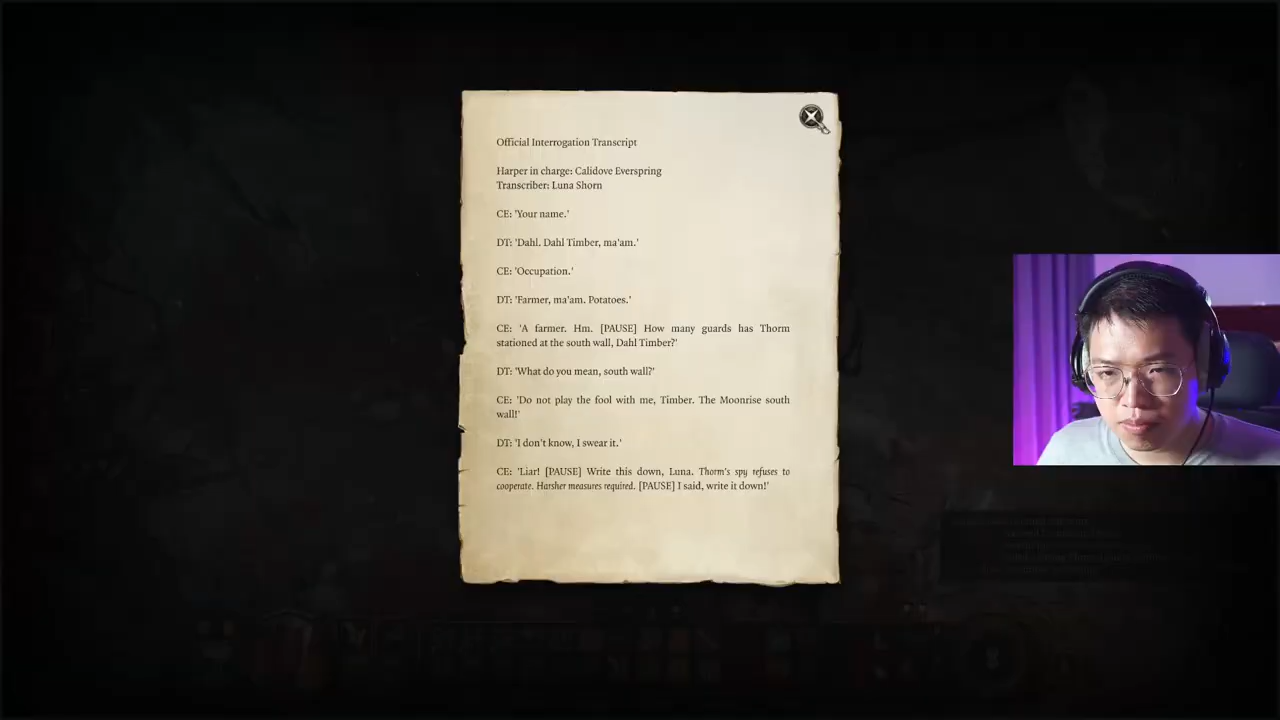 Official Interrogation Transcript
Harper in charge: Calidove Everspring
Transcriber: Luna Shorn
CE: 'Your name.'
DT: 'Dahl. Dahl Timber, ma'am.'
CE: 'Occupation.'
DT: 'Farmer, ma'am. Potatoes.'
CE: 'A farmer. Hm. [PAUSE] How many guards has Thorm
stationed at the south wall, Dahl Timber?'
DT: 'What do you mean, south wall?'
CE: 'Do not play the fool with me, Timber. The Moonrise south
wall!'
DT: 'I don't know, I swear it.'
CE: 'Liar! [PAUSE] Write this down, Luna. Thorm's spy refuses to
cooperate. Harsher measures required. [PAUSE] I said, write it down!'